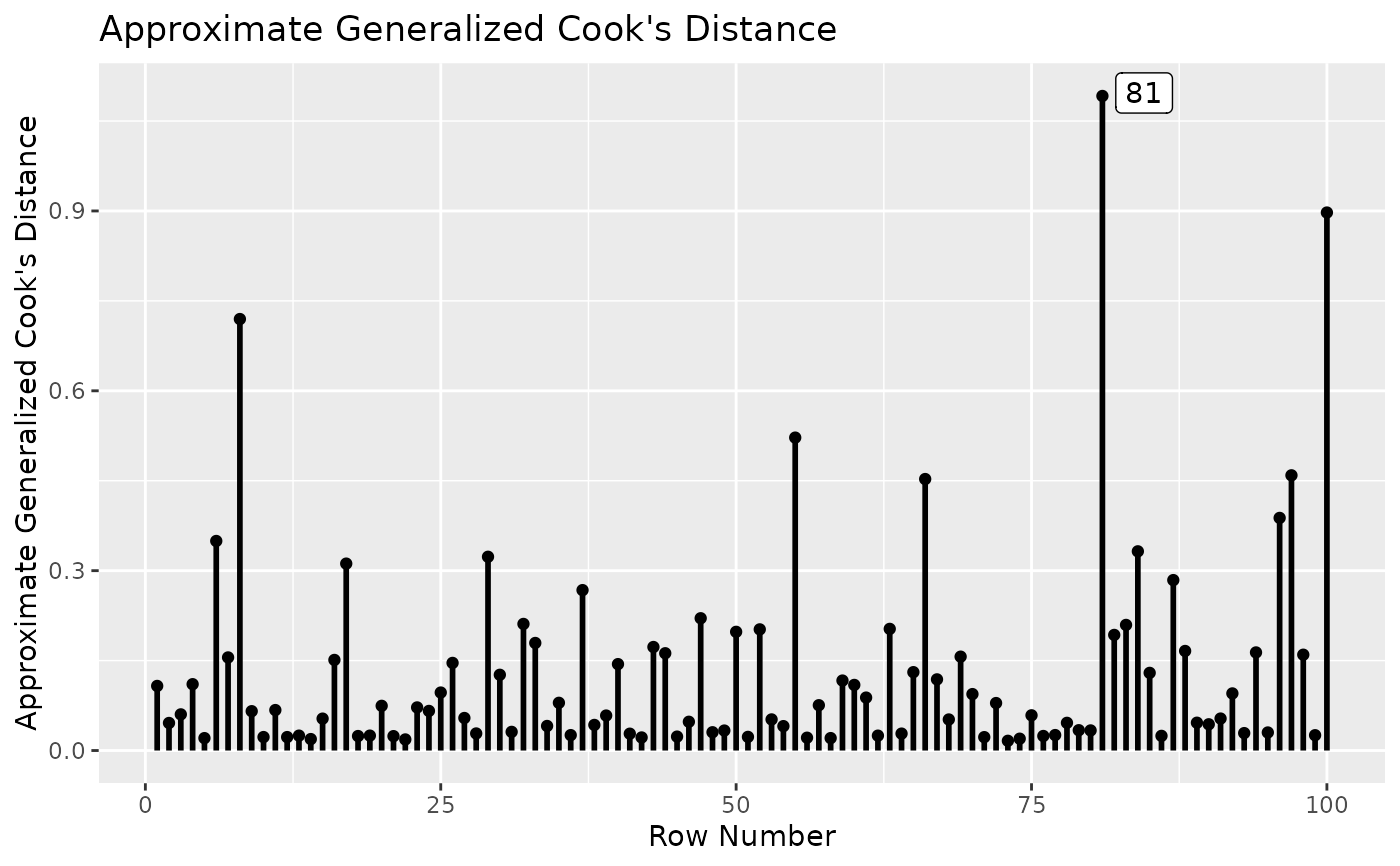 Approximate Generalized Cook's Distance
81
Approximate Generalized Cook's Distance
0.9
0.6
0.3
0.0
0 25 50 75 100
Row Number